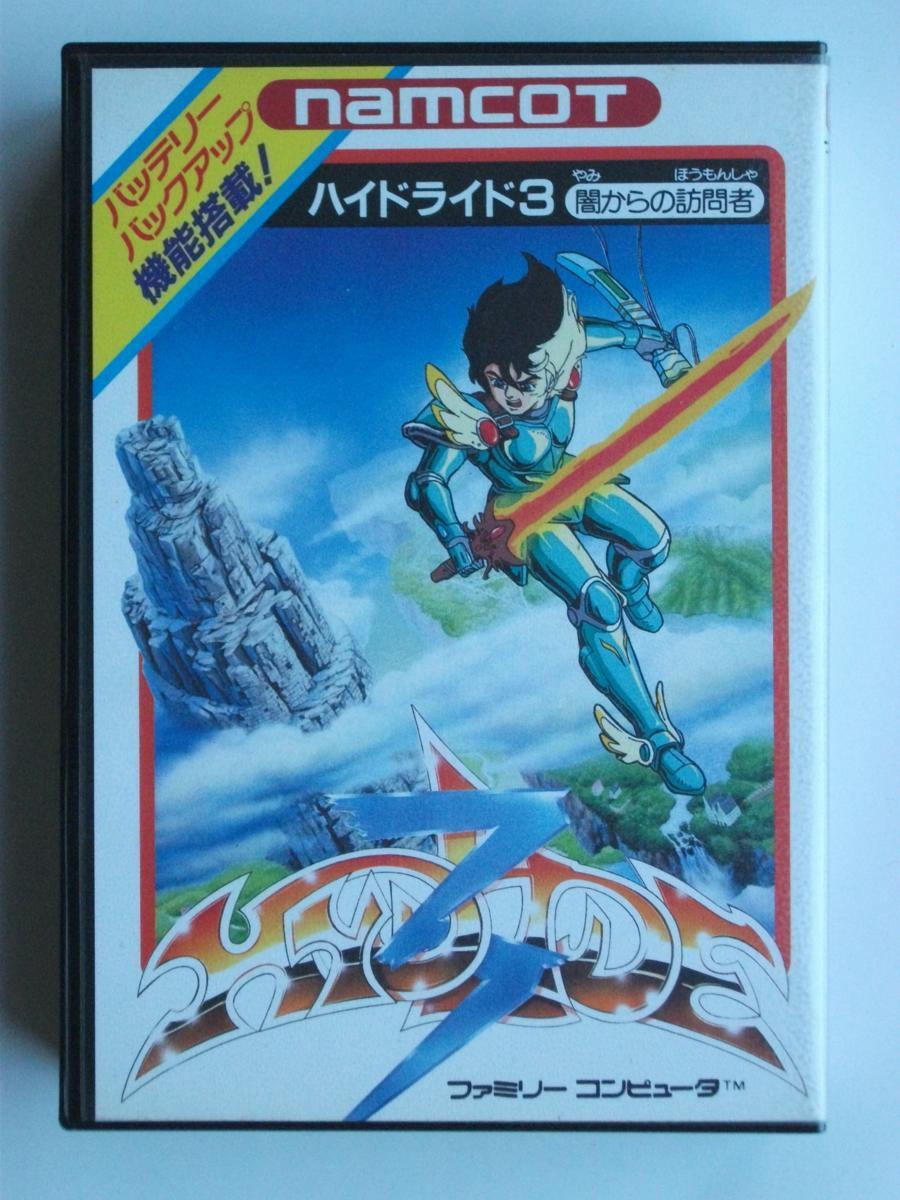 バッテリー
バックアップ
機能搭載!
namcot
ハイドライド3
やみ ほうもんしゃ
闇からの訪問者
HYDLIDE
3
ファミリー コンピュータ™